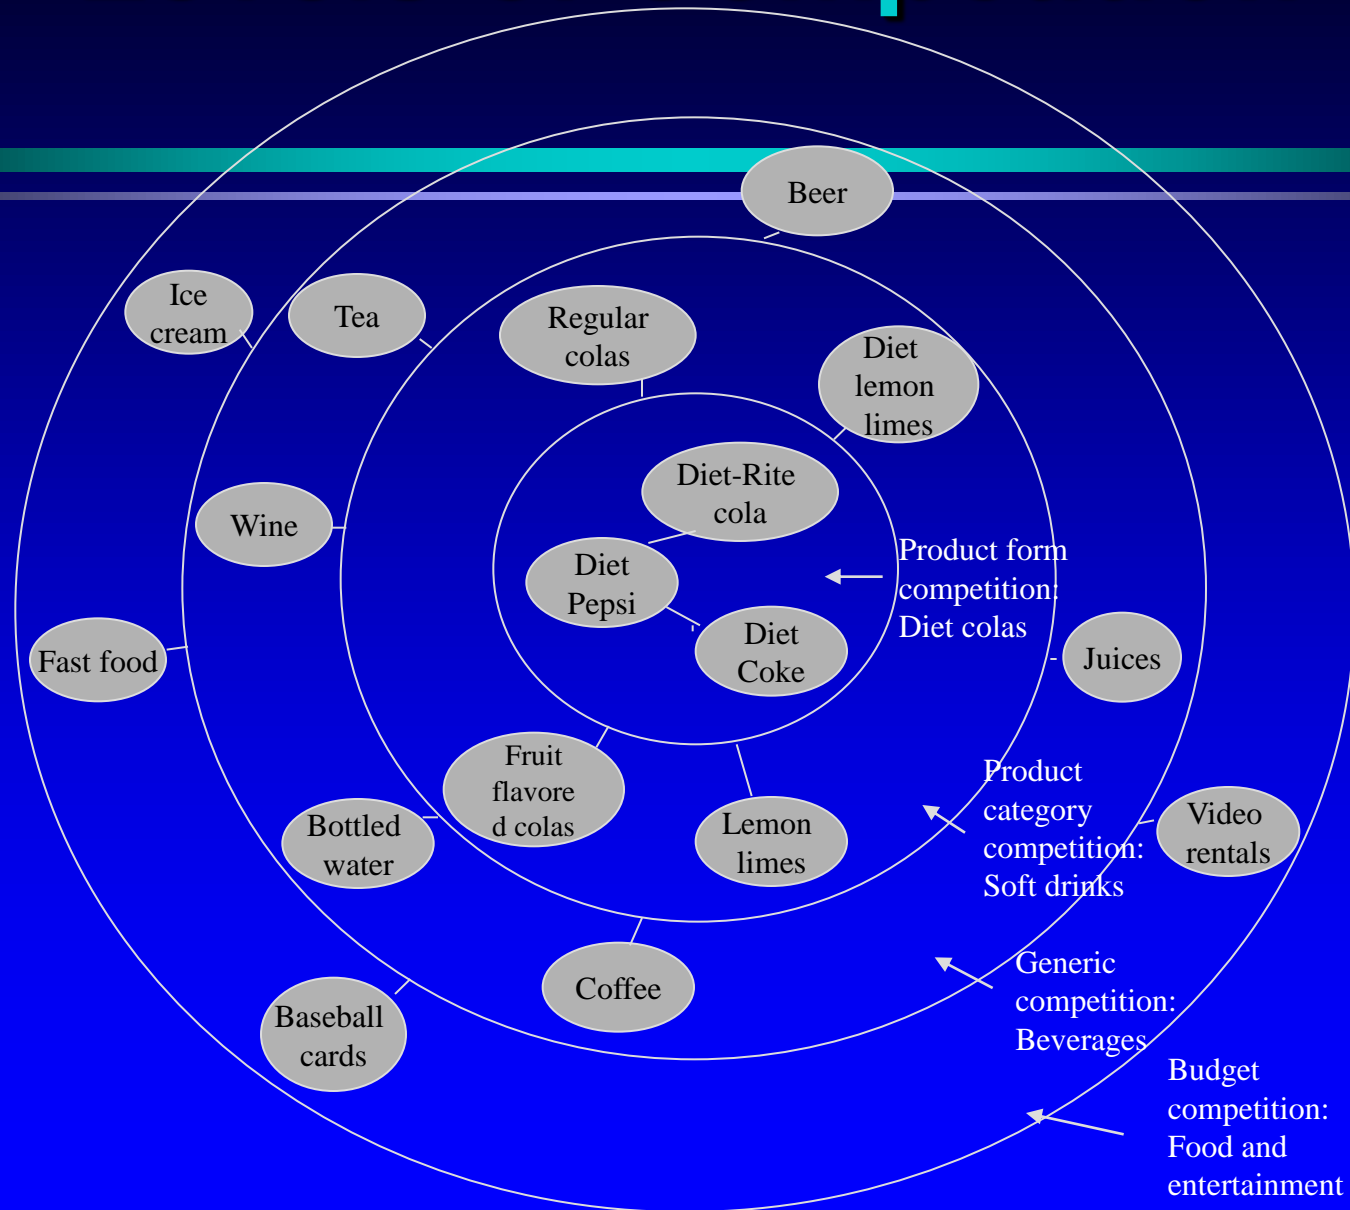 Beer
Ice
cream
Tea
Regular
colas
Diet
lemon
limes
Diet-Rite
cola
Wine
Diet
Pepsi
Product form
competition:
Diet colas
Diet
Coke
Fast food
Juices
Fruit
flavore
d colas
Product
category
competition:
Soft drinks
Bottled
water
Lemon
limes
Video
rentals
Coffee
Generic
competition:
Beverages
Baseball
cards
Budget
competition:
Food and
entertainment